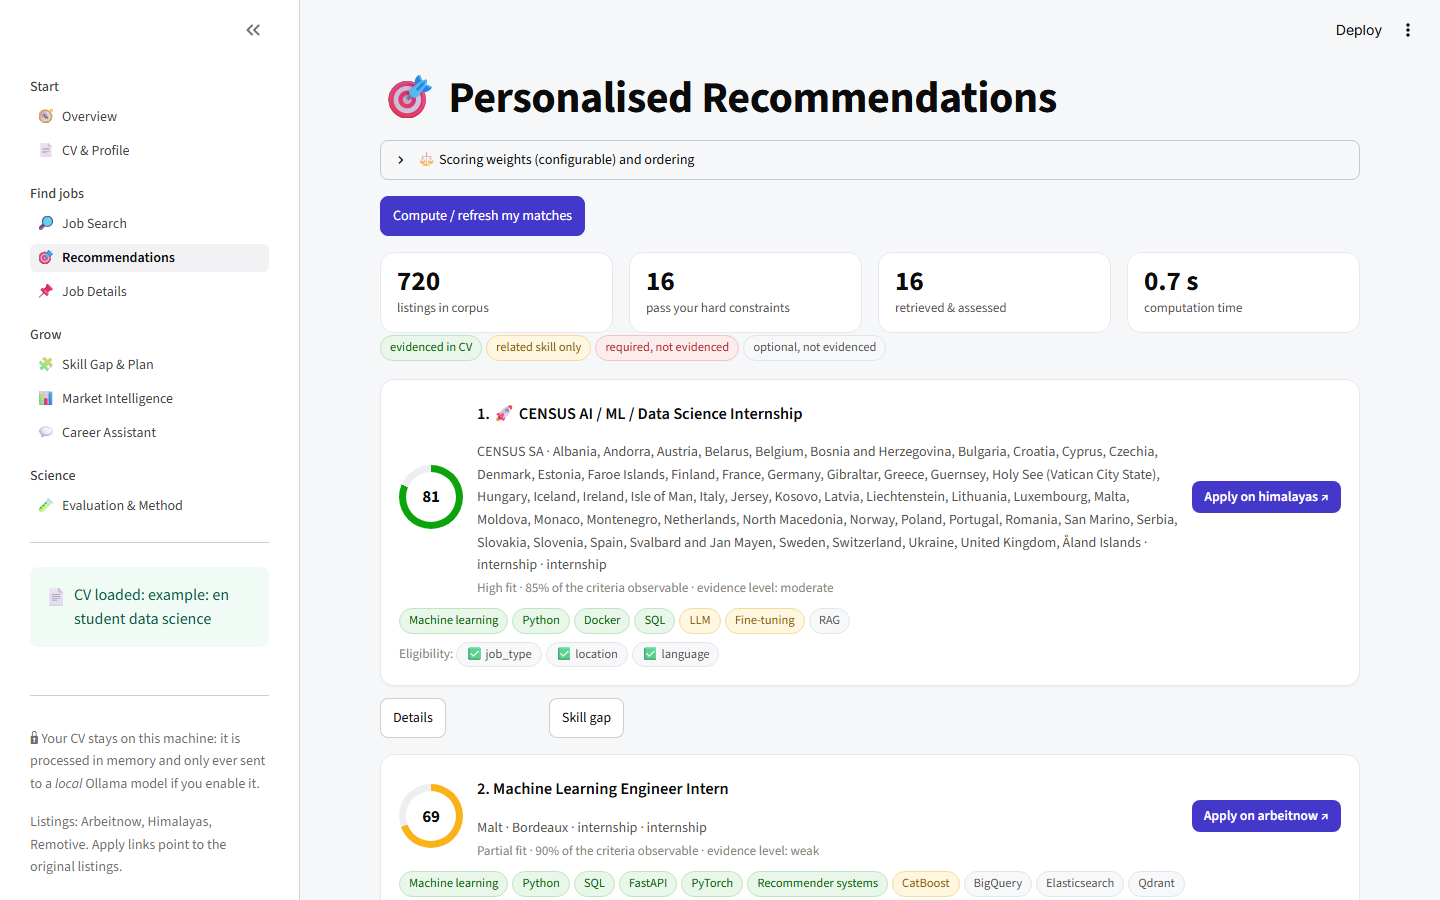 Deploy
Start
Overview
CV & Profile
Find jobs
Job Search
Recommendations
Job Details
Grow
Skill Gap & Plan
Market Intelligence
Career Assistant
Science
Evaluation & Method
CV loaded: example: en
student data science
Your CV stays on this machine: it is
processed in memory and only ever sent
to a local Ollama model if you enable it.
Listings: Arbeitnow, Himalayas,
Remotive. Apply links point to the
original listings.
Personalised Recommendations
Scoring weights (configurable) and ordering
Compute / refresh my matches
720
listings in corpus
16
pass your hard constraints
16
retrieved & assessed
0.7 s
computation time
evidenced in CV related skill only required, not evidenced optional, not evidenced
1. 🚀 CENSUS AI / ML / Data Science Internship
81
CENSUS SA · Albania, Andorra, Austria, Belarus, Belgium, Bosnia and Herzegovina, Bulgaria, Croatia, Cyprus, Czechia,
Denmark, Estonia, Faroe Islands, Finland, France, Germany, Gibraltar, Greece, Guernsey, Holy See (Vatican City State),
Hungary, Iceland, Ireland, Isle of Man, Italy, Jersey, Kosovo, Latvia, Liechtenstein, Lithuania, Luxembourg, Malta,
Moldova, Monaco, Montenegro, Netherlands, North Macedonia, Norway, Poland, Portugal, Romania, San Marino, Serbia,
Slovakia, Slovenia, Spain, Svalbard and Jan Mayen, Sweden, Switzerland, Ukraine, United Kingdom, Åland Islands ·
internship · internship
High fit · 85% of the criteria observable · evidence level: moderate
Apply on himalayas ↗
Machine learning Python Docker SQL LLM Fine-tuning RAG
Eligibility: ✅ job_type ✅ location ✅ language
Details Skill gap
2. Machine Learning Engineer Intern
69
Malt · Bordeaux · internship · internship
Partial fit · 90% of the criteria observable · evidence level: weak
Apply on arbeitnow ↗
Machine learning Python SQL FastAPI PyTorch Recommender systems CatBoost BigQuery Elasticsearch Qdrant